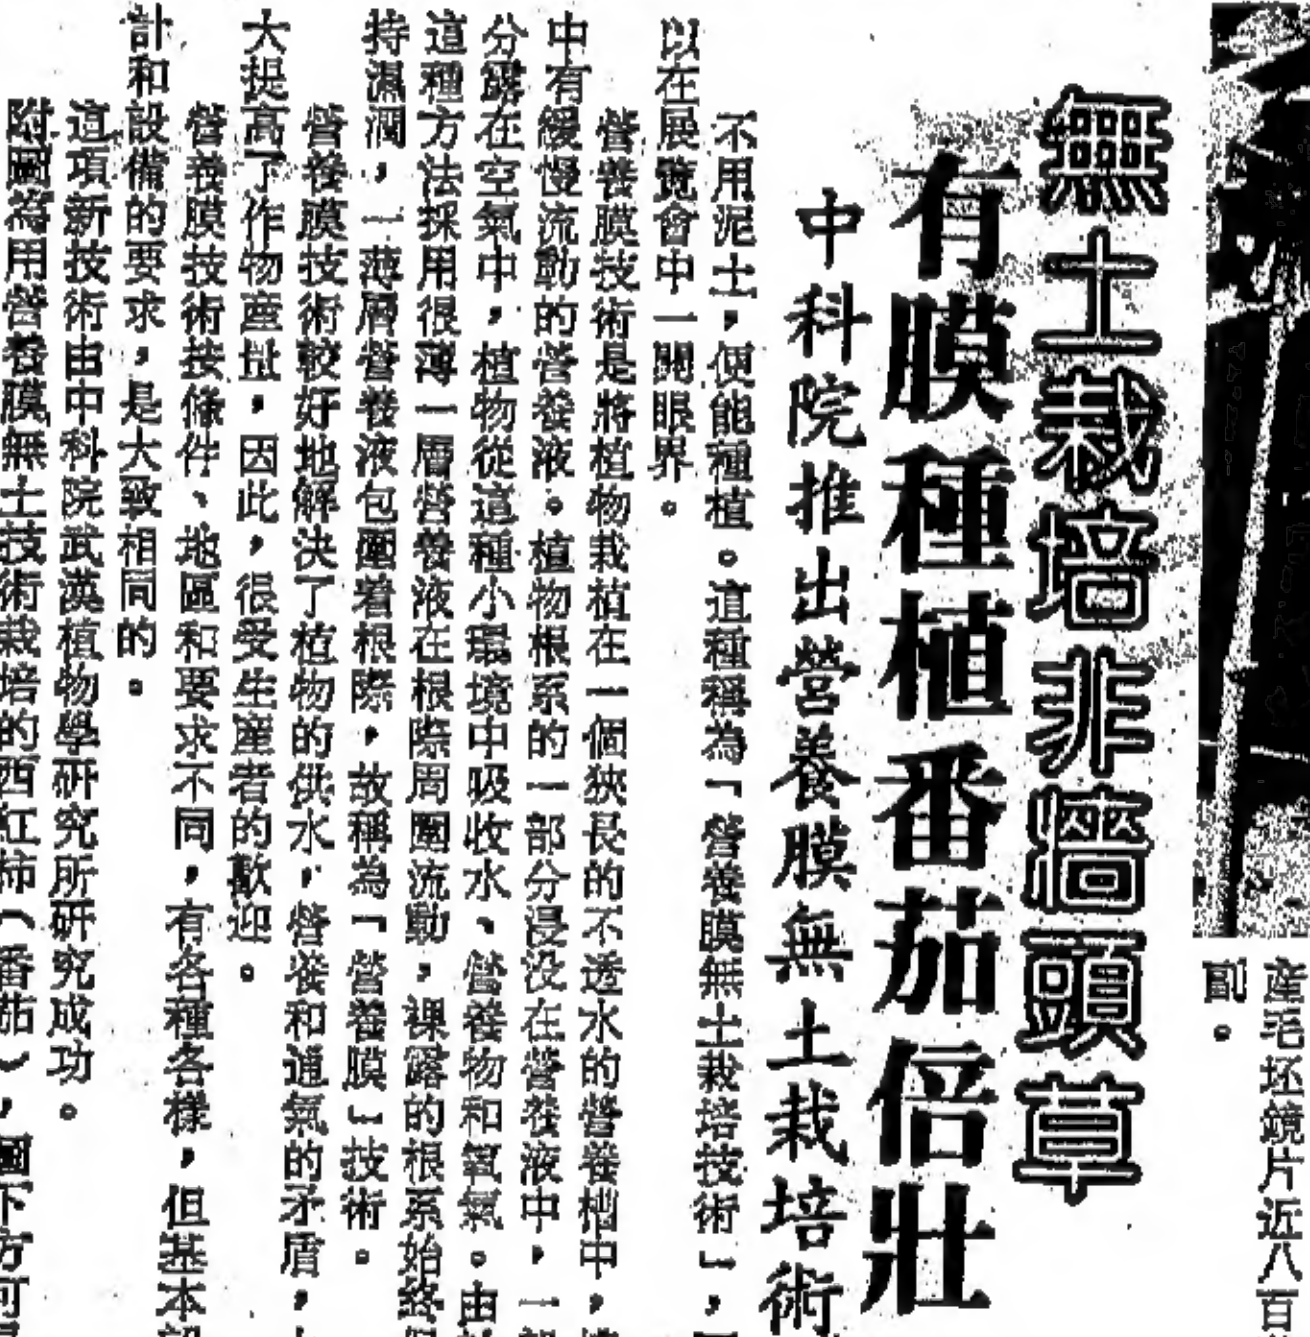 產毛坯鏡片近八百
副。
無土栽培非牆頭草
有膜種植番茄倍壯
中科院推出營養膜無土栽培術
不用泥土，便能種植。這種稱為「營養膜無土栽培技術」，
以在展覽會中一開眼界。
營養膜技術是將植物栽植在一個狹長的不透水的營養槽中，
中有緩慢流動的營養液。植物根系的一部分浸没在營養液中，一
分露在空氣中，植物從這種小環境中吸收水、營養物和氧氣。由
這種方法採用很薄一層營養液在根際周圍流動，裸露的根系始終
持濕潤，一薄層營養液包圍着根際，故稱為「營養膜」技術。
營養膜技術較好地解決了植物的供水，營養和通氣的矛盾，
大提高了作物產量，因此，很受生產者的歡迎。
營養膜技術按條件、地區和要求不同，有各種各樣，但基本
計和設備的要求，是大致相同的。
這項新技術由中科院武漢植物學研究所研究成功。
附圖為用營養膜無土技術栽培的西紅柿（番茄），圖下方可